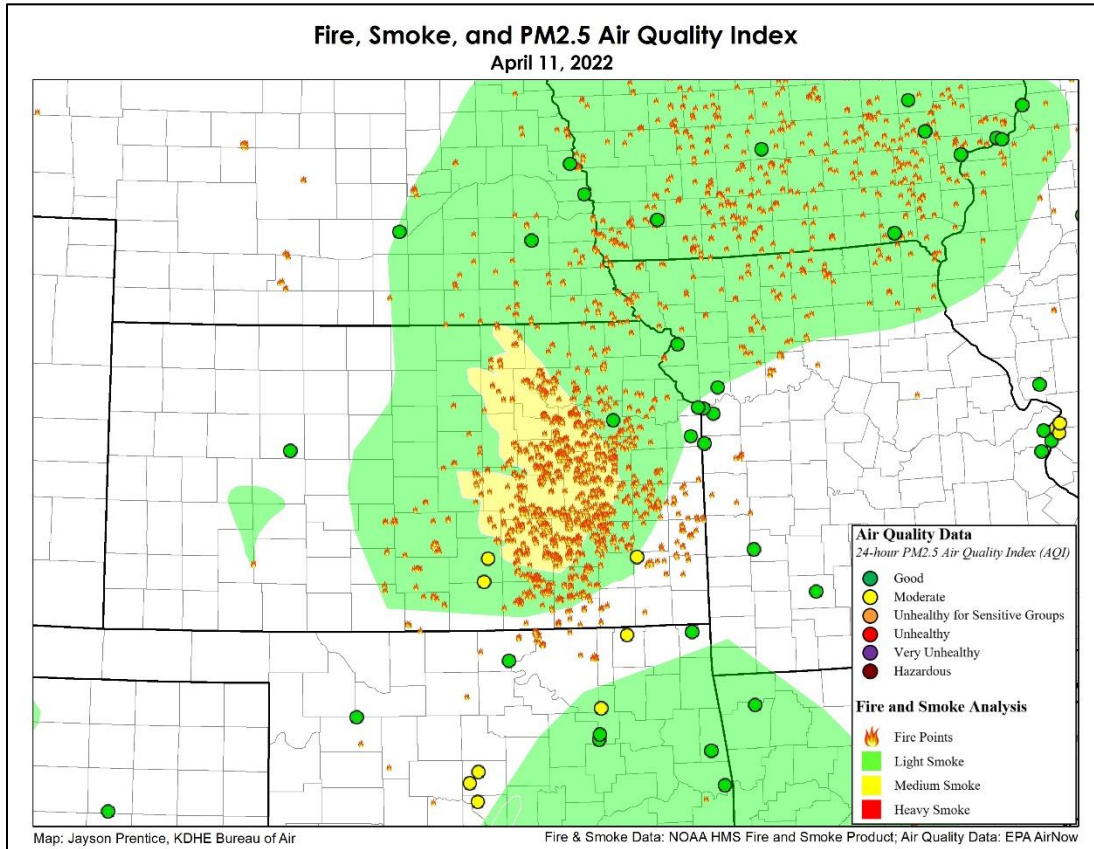 Fire, Smoke, and PM2.5 Air Quality Index
April 11, 2022
Air Quality Data
24-hour PM2.5 Air Quality Index (AQI)
Good
Moderate
Unhealthy for Sensitive Groups
Unhealthy
Very Unhealthy
Hazardous
Fire and Smoke Analysis
Fire Points
Light Smoke
Medium Smoke
Heavy Smoke
Map: Jayson Prentice, KDHE Bureau of Air
Fire & Smoke Data: NOAA HMS Fire and Smoke Product; Air Quality Data: EPA AirNow